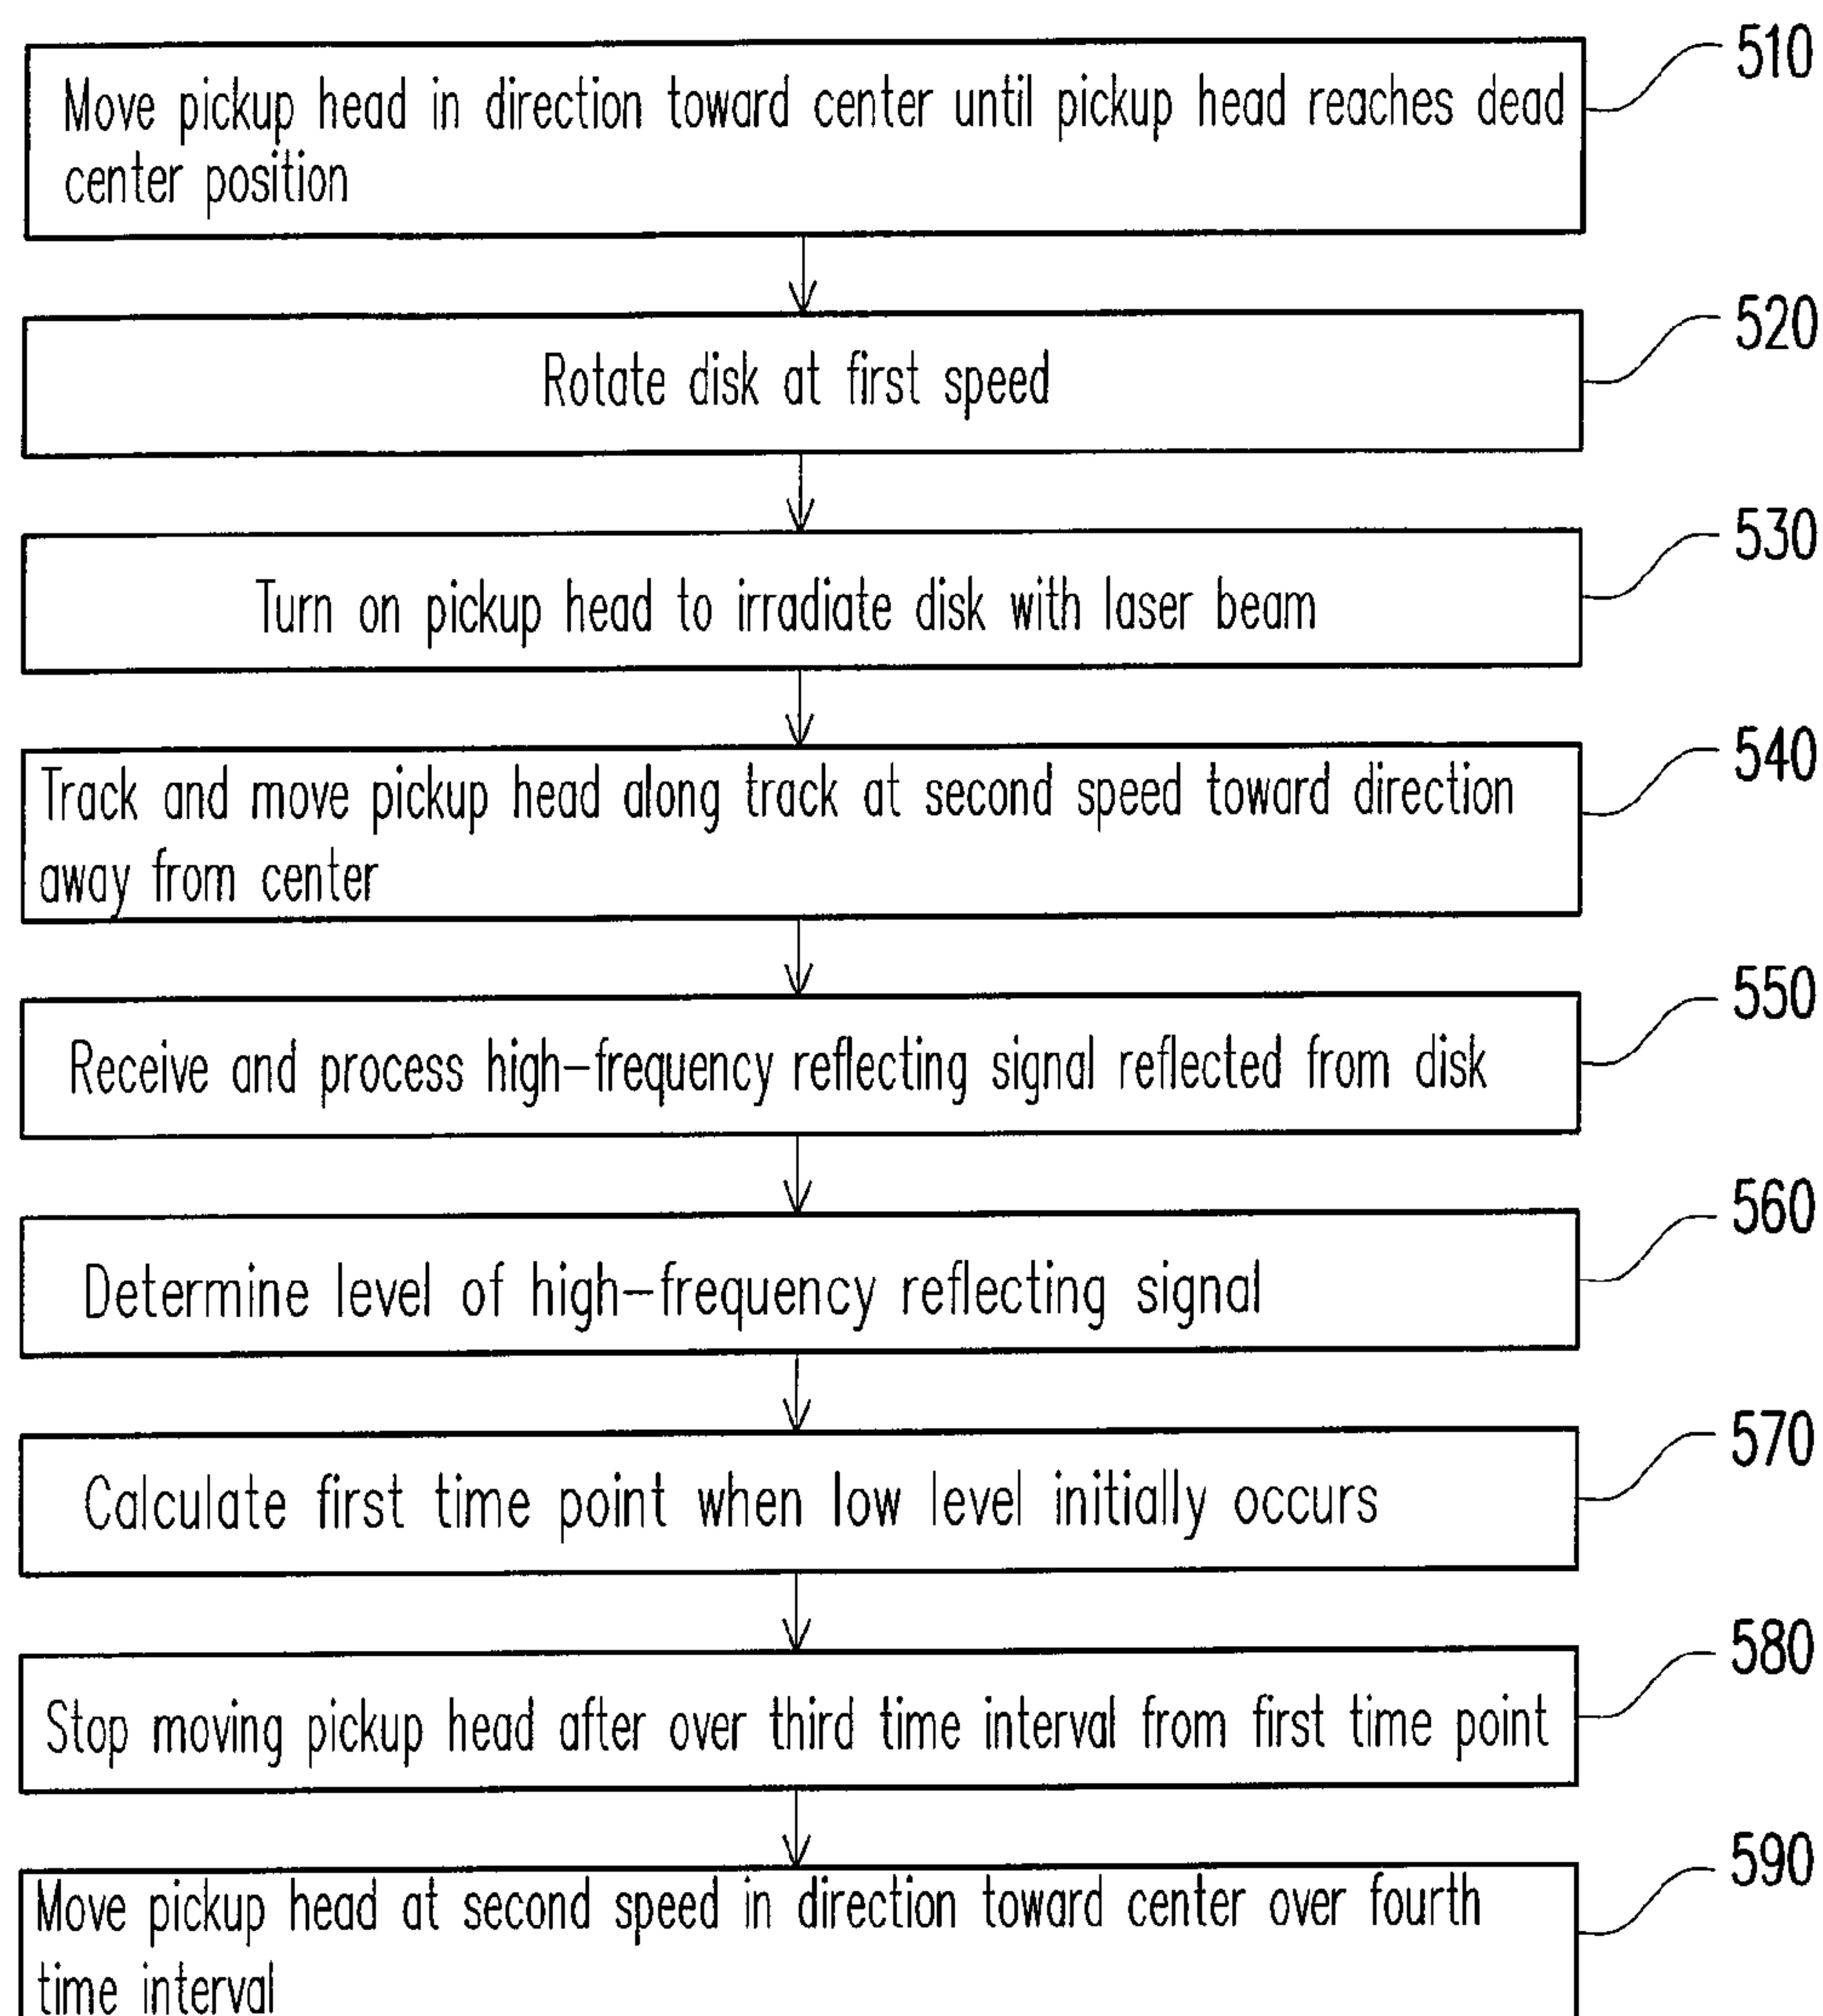 510
Move pickup head in direction toward center until pickup head reaches dead
center position
520
Rotate disk at first speed
530
Turn on pickup head to irradiate disk with laser beam
540
Track and move pickup head along track at second speed toward direction
away from center
550
Receive and process high-frequency reflecting signal reflected from disk
560
Determine level of high-frequency reflecting signal
570
Calculate first time point when low level initially occurs
580
Stop moving pickup head after over third time interval from first time point
590
Move pickup head at second speed in direction toward center over fourth
time interval